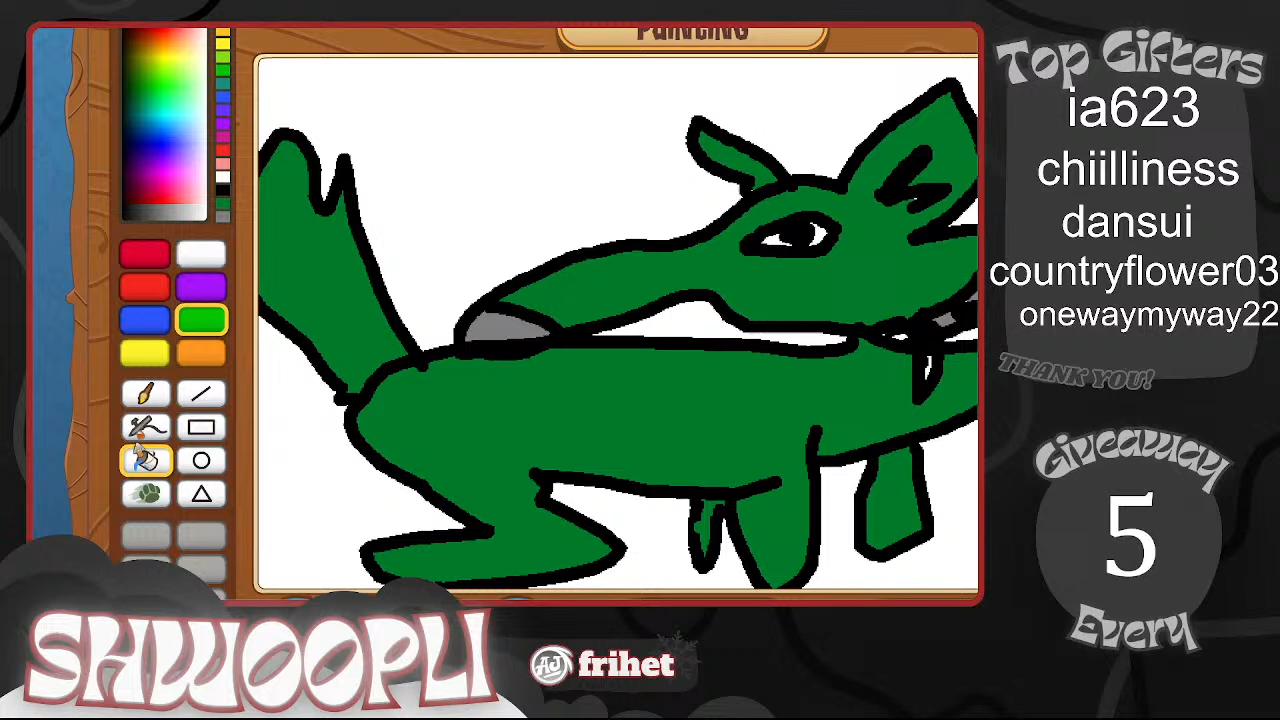 PAINTING
Top Gifters
ia623
chiilliness
dansui
countryflower03
onewaymyway22
THANK YOU!
Giveaway
5
Every
SHWOOPLI
AJ frihet